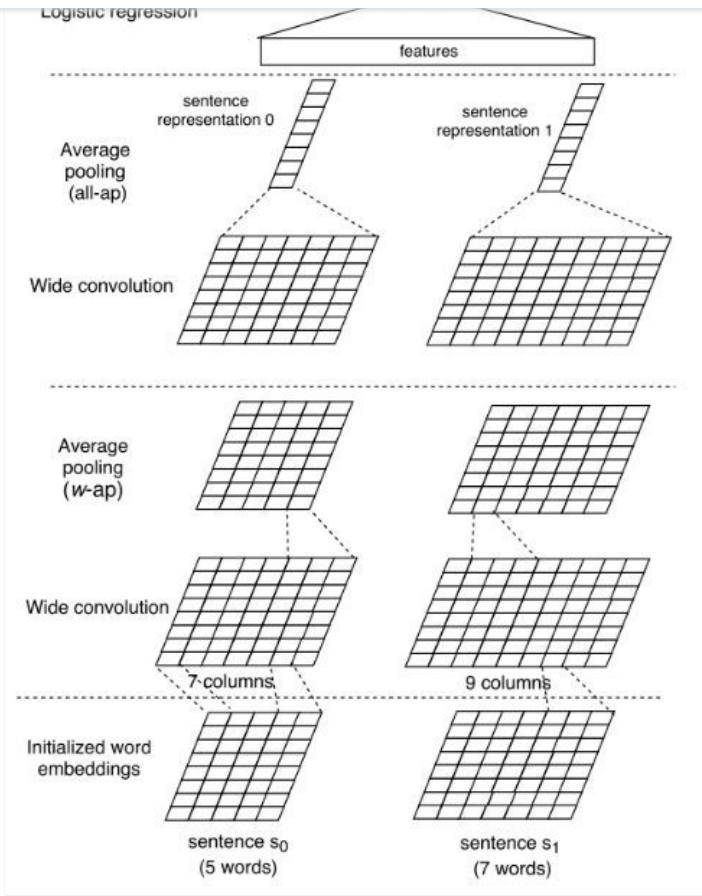 Logistic regression
features
sentence
representation 0
sentence
representation 1
Average
pooling
(all-ap)
Wide convolution
Average
pooling
(w-ap)
Wide convolution
7 columns
9 columns
Initialized word
embeddings
sentence s₀
(5 words)
sentence s₁
(7 words)